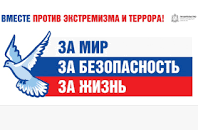 ВМЕСТЕ ПРОТИВ ЭКСТРЕМИЗМА И ТЕРРОРА!
ЗА МИР
ЗА БЕЗОПАСНОСТЬ
ЗА ЖИЗНЬ